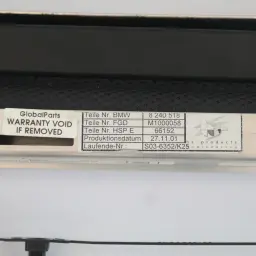 GlobalParts
WARRANTY VOID
IF REMOVED
Teile Nr. BMW 8 240 518
Teile Nr. FGD M1000056
Teile Nr. HSP E 66152
Produktionsdatum 27.11.01
Laufende-Nr. S03-6352/K25